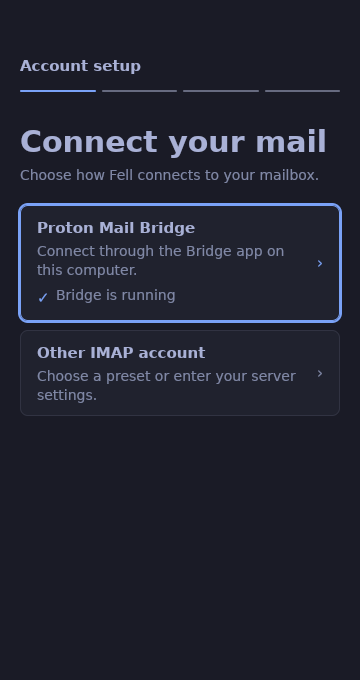 Account setup
Connect your mail
Choose how Fell connects to your mailbox.
Proton Mail Bridge
Connect through the Bridge app on
this computer.
✓ Bridge is running
Other IMAP account
Choose a preset or enter your server
settings.